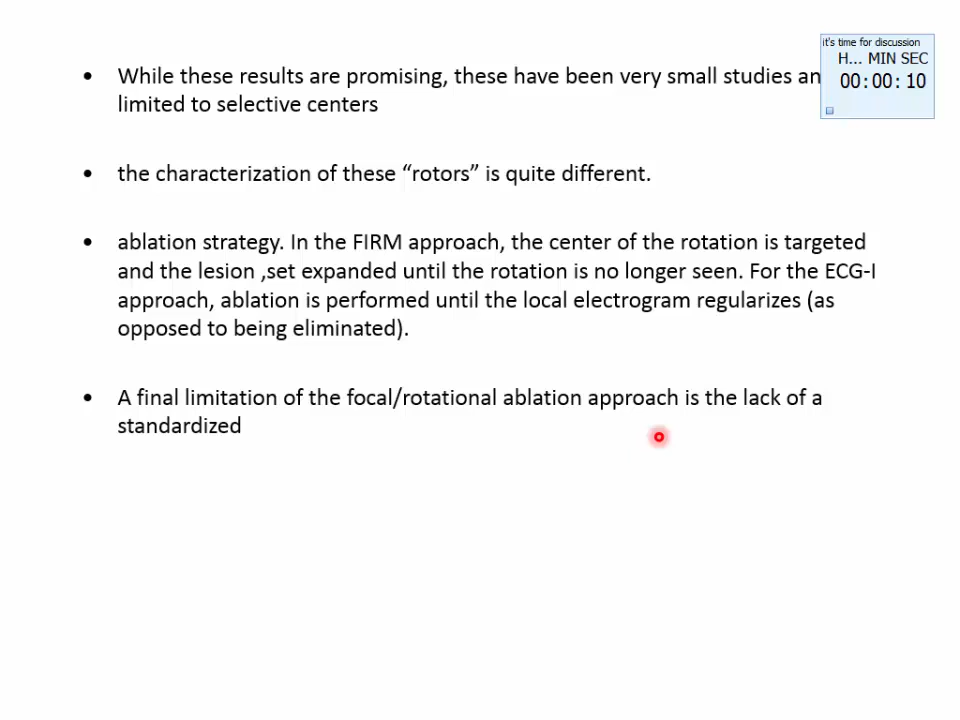 it's time for discussion
H... MIN SEC
00:00:10
• While these results are promising, these have been very small studies an
limited to selective centers
• the characterization of these “rotors” is quite different.
• ablation strategy. In the FIRM approach, the center of the rotation is targeted
and the lesion ,set expanded until the rotation is no longer seen. For the ECG-I
approach, ablation is performed until the local electrogram regularizes (as
opposed to being eliminated).
• A final limitation of the focal/rotational ablation approach is the lack of a
standardized